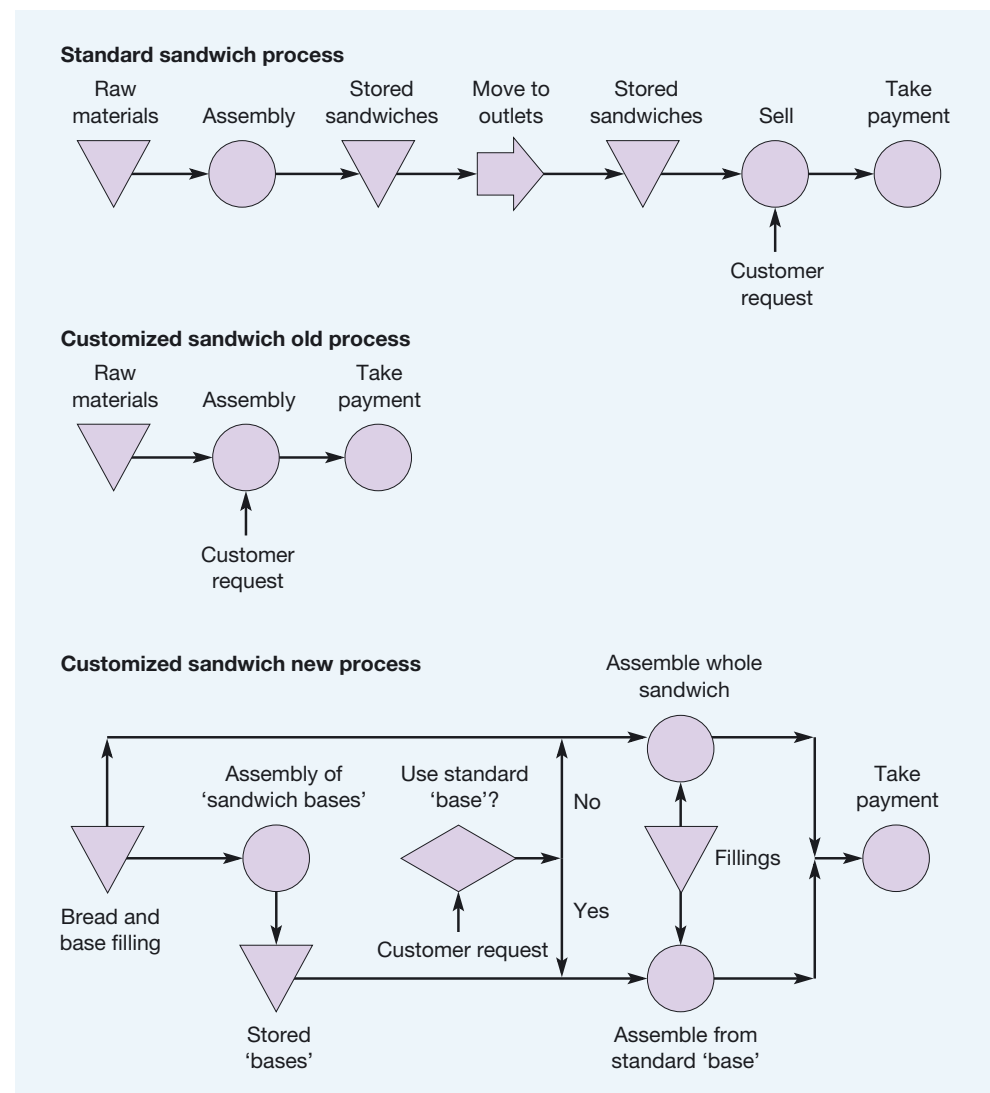 Standard sandwich process
Raw
materials
Assembly
Stored
sandwiches
Move to
outlets
Stored
sandwiches
Sell
Take
payment
Customer
request
Customized sandwich old process
Raw
materials
Assembly
Take
payment
Customer
request
Customized sandwich new process
Assemble whole
sandwich
Assembly of
‘sandwich bases’
Use standard
‘base’?
No
Take
payment
Fillings
Bread and
base filling
Yes
Customer request
Stored
‘bases’
Assemble from
standard ‘base’